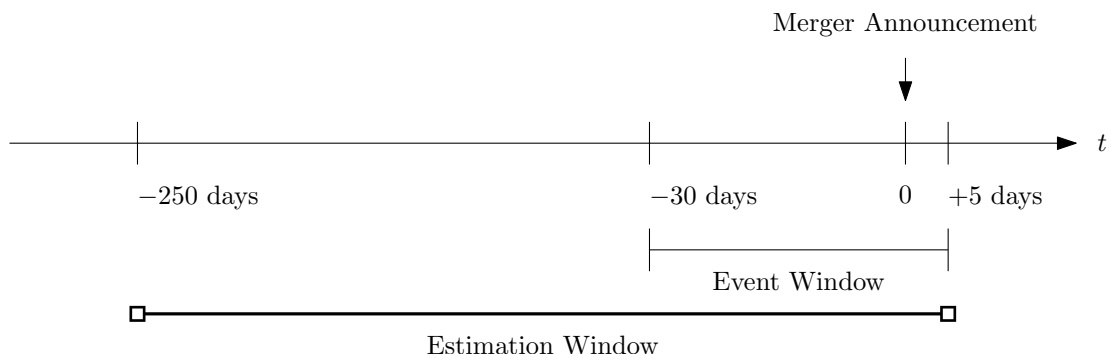 Merger Announcement
t
−250 days
−30 days
0
+5 days
Event Window
Estimation Window